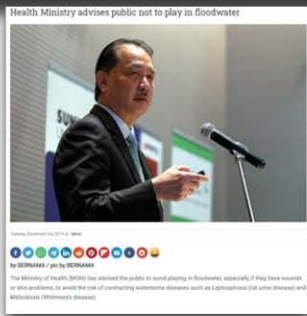 Health Ministry advises public not to play in floodwater
SUN
by BERNAMA / pic by BERNAMA
The Ministry of Health (MOH) has advised the public to avoid playing in floodwater, especially if they have wounds
or skin problems, to avoid the risk of contracting waterborne diseases such as Leptospirosis (rat urine disease) and
Melioidosis (Whitmore's disease)